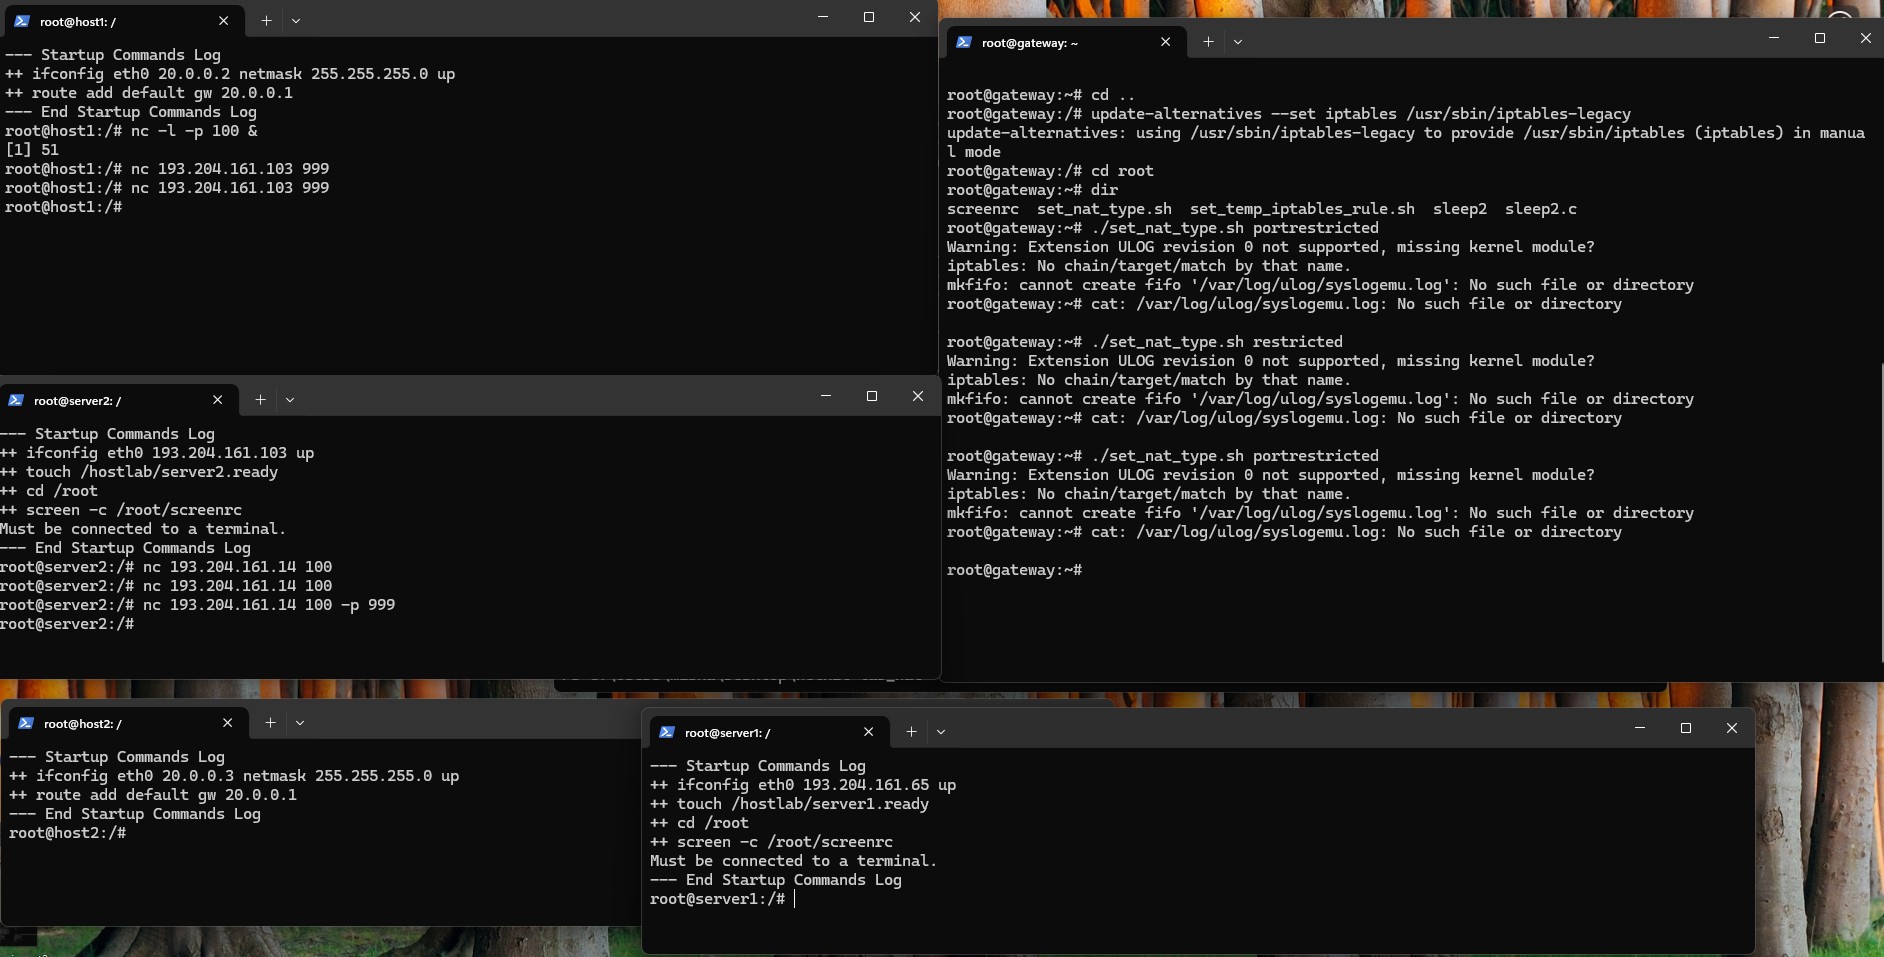 root@host1: /
--- Startup Commands Log
++ ifconfig eth0 20.0.0.2 netmask 255.255.255.0 up
++ route add default gw 20.0.0.1
--- End Startup Commands Log
root@host1:/# nc -l -p 100 &
[1] 51
root@host1:/# nc 193.204.161.103 999
root@host1:/# nc 193.204.161.103 999
root@host1:/#
root@gateway: ~
root@gateway:~# cd ..
root@gateway:/# update-alternatives --set iptables /usr/sbin/iptables-legacy
update-alternatives: using /usr/sbin/iptables-legacy to provide /usr/sbin/iptables (iptables) in manua
l mode
root@gateway:/# cd root
root@gateway:~# dir
screenrc  set_nat_type.sh  set_temp_iptables_rule.sh  sleep2  sleep2.c
root@gateway:~# ./set_nat_type.sh portrestricted
Warning: Extension ULOG revision 0 not supported, missing kernel module?
iptables: No chain/target/match by that name.
mkfifo: cannot create fifo '/var/log/ulog/syslogemu.log': No such file or directory
root@gateway:~# cat: /var/log/ulog/syslogemu.log: No such file or directory
root@gateway:~# ./set_nat_type.sh restricted
Warning: Extension ULOG revision 0 not supported, missing kernel module?
iptables: No chain/target/match by that name.
mkfifo: cannot create fifo '/var/log/ulog/syslogemu.log': No such file or directory
root@gateway:~# cat: /var/log/ulog/syslogemu.log: No such file or directory
root@gateway:~# ./set_nat_type.sh portrestricted
Warning: Extension ULOG revision 0 not supported, missing kernel module?
iptables: No chain/target/match by that name.
mkfifo: cannot create fifo '/var/log/ulog/syslogemu.log': No such file or directory
root@gateway:~# cat: /var/log/ulog/syslogemu.log: No such file or directory
root@gateway:~#
root@server2: /
--- Startup Commands Log
++ ifconfig eth0 193.204.161.103 up
++ touch /hostlab/server2.ready
++ cd /root
++ screen -c /root/screenrc
Must be connected to a terminal.
--- End Startup Commands Log
root@server2:/# nc 193.204.161.14 100
root@server2:/# nc 193.204.161.14 100
root@server2:/# nc 193.204.161.14 100 -p 999
root@server2:/#
root@host2: /
--- Startup Commands Log
++ ifconfig eth0 20.0.0.3 netmask 255.255.255.0 up
++ route add default gw 20.0.0.1
--- End Startup Commands Log
root@host2:/#
root@server1: /
--- Startup Commands Log
++ ifconfig eth0 193.204.161.65 up
++ touch /hostlab/server1.ready
++ cd /root
++ screen -c /root/screenrc
Must be connected to a terminal.
--- End Startup Commands Log
root@server1:/#